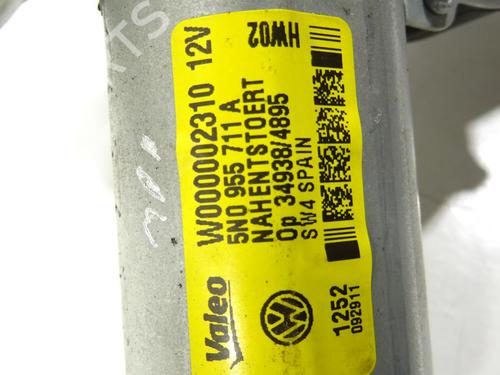 Valeo
W000002310 12V
5N0 955 711 A
NAHENTSTOERT
Op 34938/4895
SW4 SPAIN
HW02
1252
092911